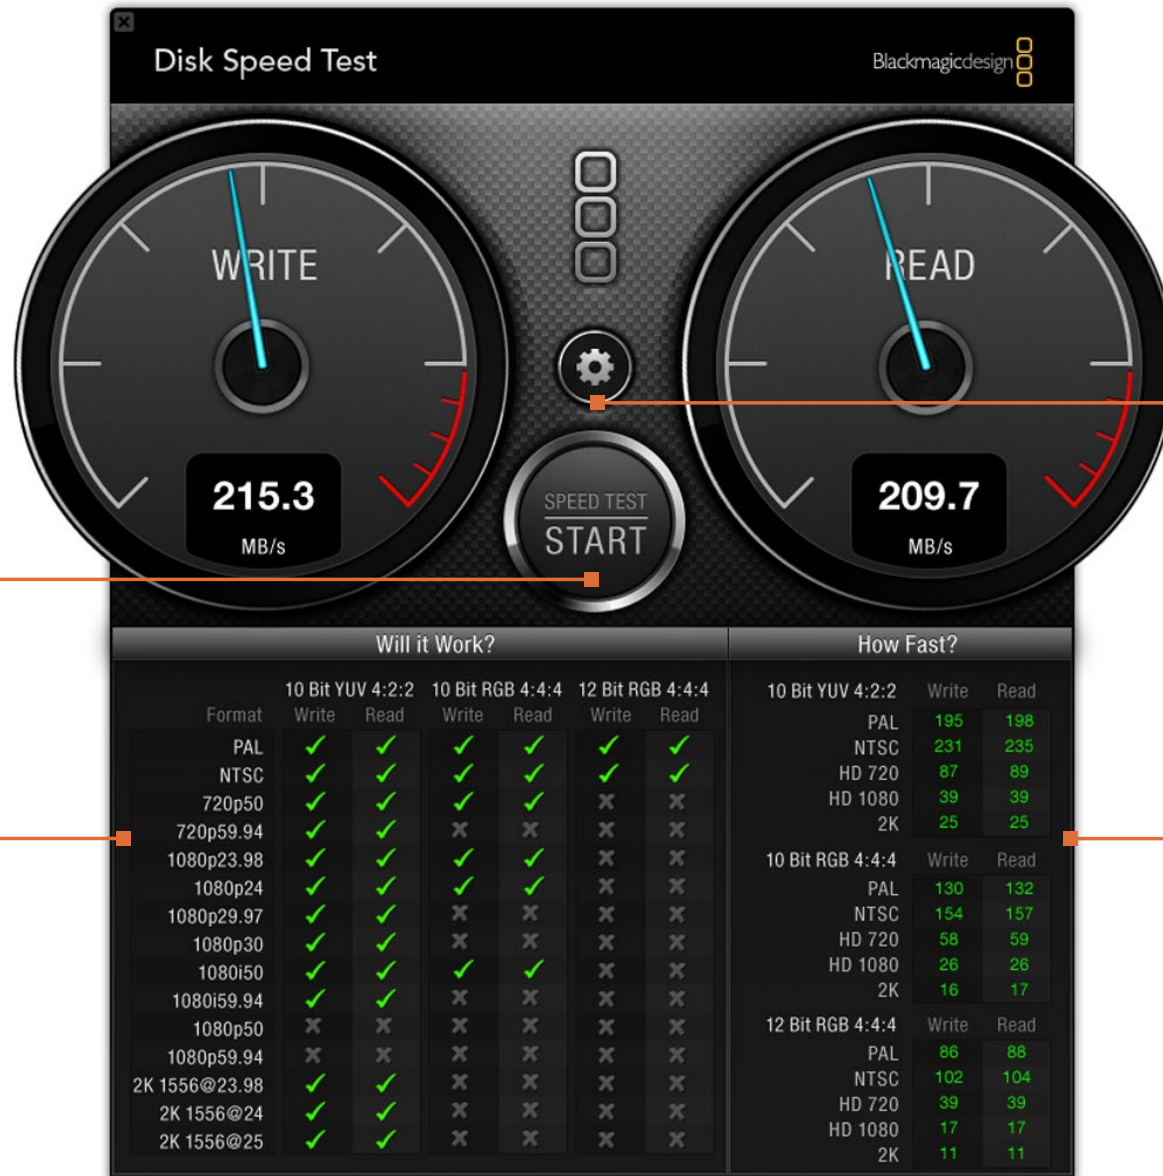 Disk Speed Test
Blackmagicdesign
WRITE
READ
215.3
MB/s
SPEED TEST
START
209.7
MB/s
Will it Work?
10 Bit YUV 4:2:2 10 Bit RGB 4:4:4 12 Bit RGB 4:4:4
Format Write Read Write Read Write Read
PAL
NTSC
720p50
720p59.94
1080p23.98
1080p24
1080p29.97
1080p30
1080i50
1080i59.94
1080p50
1080p59.94
2K 1556@23.98
2K 1556@24
2K 1556@25
How Fast?
10 Bit YUV 4:2:2 Write Read
PAL 195 198
NTSC 231 235
HD 720 87 89
HD 1080 39 39
2K 25 25
10 Bit RGB 4:4:4 Write Read
PAL 130 132
NTSC 154 157
HD 720 58 59
HD 1080 26 26
2K 16 17
12 Bit RGB 4:4:4 Write Read
PAL 86 88
NTSC 102 104
HD 720 39 39
HD 1080 17 17
2K 11 11